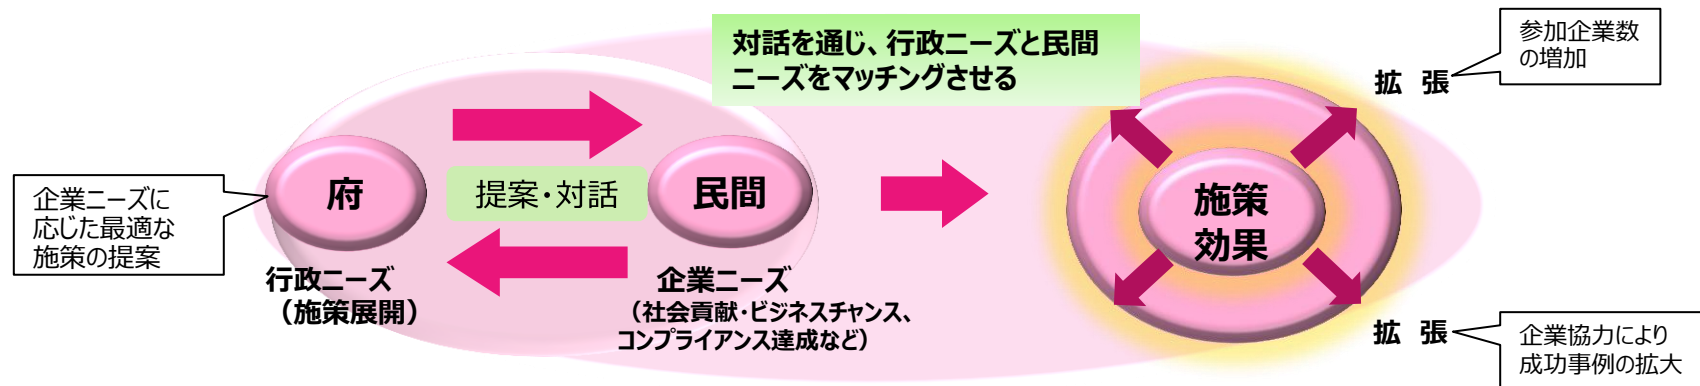 対話を通じ、行政ニーズと民間
ニーズをマッチングさせる
参加企業数
の増加
拡 張
企業ニーズに
応じた最適な
施策の提案
府
提案・対話
民間
施策
効果
行政ニーズ
（施策展開）
企業ニーズ
（社会貢献・ビジネスチャンス、
コンプライアンス達成など）
拡 張
企業協力により
成功事例の拡大